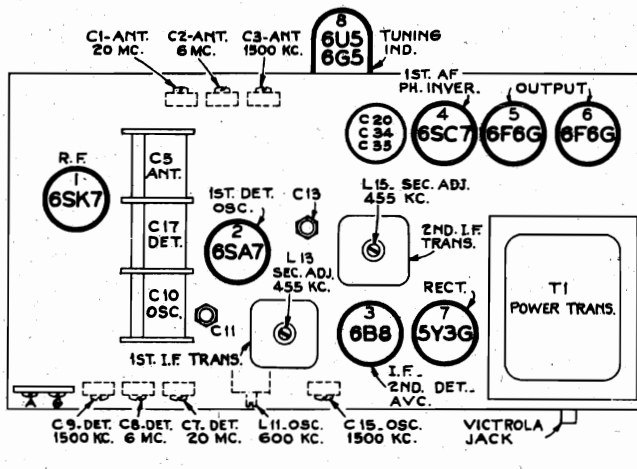 C1-ANT.
20 MC.
C2-ANT.
6 MC.
C3-ANT
1500 KC.
8
6U5
6G5
TUNING
IND.
1ST. AF
PH. INVER.
OUTPUT
C 20
C 34
C 35
4
6SC7
5
6F6G
6
6F6G
R.F.
1
6SK7
C5
ANT.
C17
DET.
C10
OSC.
1ST. DET.
OSC.
2
6SA7
C13
L15. SEC. ADJ.
455 KC.
2ND. I.F.
TRANS.
L13
SEC. ADJ.
455 KC.
C11
1ST. I.F. TRANS.
3
6B8
RECT.
7
5Y3G
T1
POWER TRANS.
I.F.
2ND. DET.
AVC.
A
G
C9-DET.
1500 KC.
C8-DET.
6 MC.
C7-DET.
20 MC.
L11-OSC.
600 KC.
C15-OSC.
1500 KC.
VICTROLA
JACK